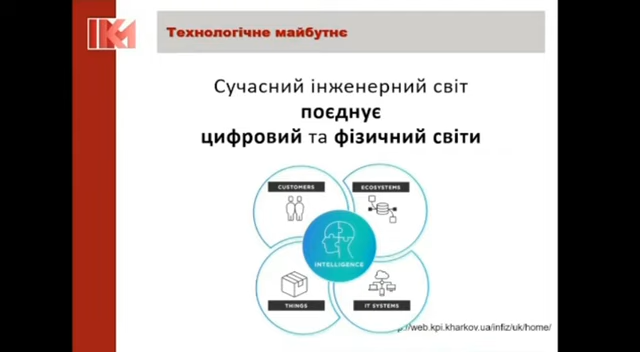 Технологічне майбутнє
Сучасний інженерний світ
поєднує
цифровий та фізичний світи
CUSTOMERS
ECOSYSTEMS
INTELLIGENCE
THINGS
IT SYSTEMS
p://web.kpi.kharkov.ua/infiz/uk/home/